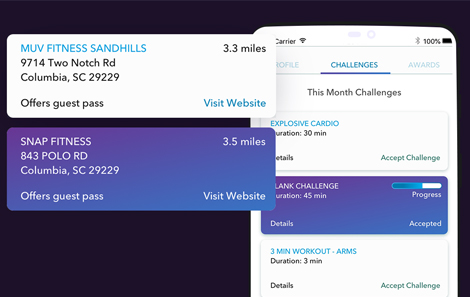 MUV FITNESS SANDHILLS 3.3 miles
9714 Two Notch Rd
Columbia, SC 29229
Offers guest pass Visit Website
SNAP FITNESS 3.5 miles
843 POLO RD
Columbia, SC 29229
Offers guest pass Visit Website
Carrier 100%
OFILE CHALLENGES AWARDS
This Month Challenges
EXPLOSIVE CARDIO
Duration: 30 min
Details Accept Challenge
LANK CHALLENGE
Duration: 45 min Progress
Details Accepted
3 MIN WORKOUT - ARMS
Duration: 3 min
Details Accept Challenge